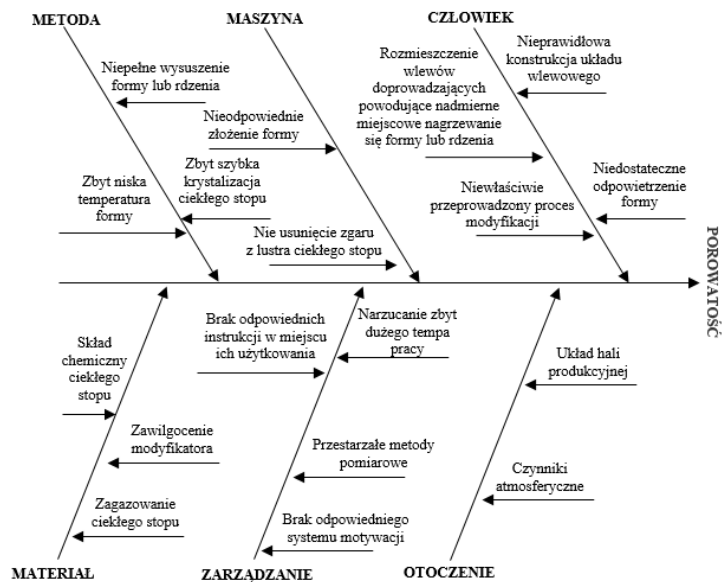 METODA
MASZYNA
CZŁOWIEK
Niepełne wysuszenie
formy lub rdzenia
Zbyt szybka
krystalizacja
ciekłego stopu
Zbyt niska
temperatura
formy
Nieodpowiednie
złożenie formy
Nie usunięcie zgaru
z lustra ciekłego stopu
Rozmieszczenie
wlewów
doprowadzających
powodujące nadmierne
miejscowe nagrzewanie
się formy lub rdzenia
Nieprawidłowa
konstrukcja układu
wlewowego
Niewłaściwie
przeprowadzony proces
modyfikacji
Niedostateczne
odpowietrzenie
formy
POROWATOŚĆ
Skład
chemiczny
ciekłego
stopu
Zawilgocenie
modyfikatora
Zagazowanie
ciekłego stopu
Brak odpowiednich
instrukcji w miejscu
ich użytkowania
Narzucanie zbyt
dużego tempa
pracy
Przestarzałe metody
pomiarowe
Brak odpowiedniego
systemu motywacji
Układ hali
produkcyjnej
Czynniki
atmosferyczne
MATERIAŁ
ZARZĄDZANIE
OTOCZENIE